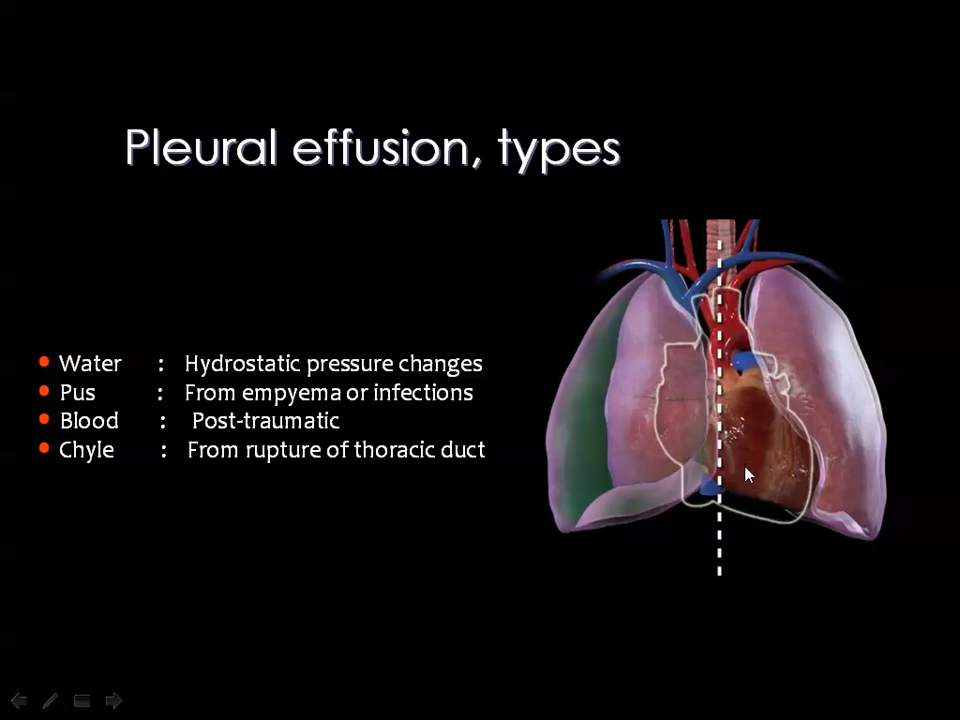 Pleural effusion, types
• Water : Hydrostatic pressure changes
• Pus : From empyema or infections
• Blood : Post-traumatic
• Chyle : From rupture of thoracic duct